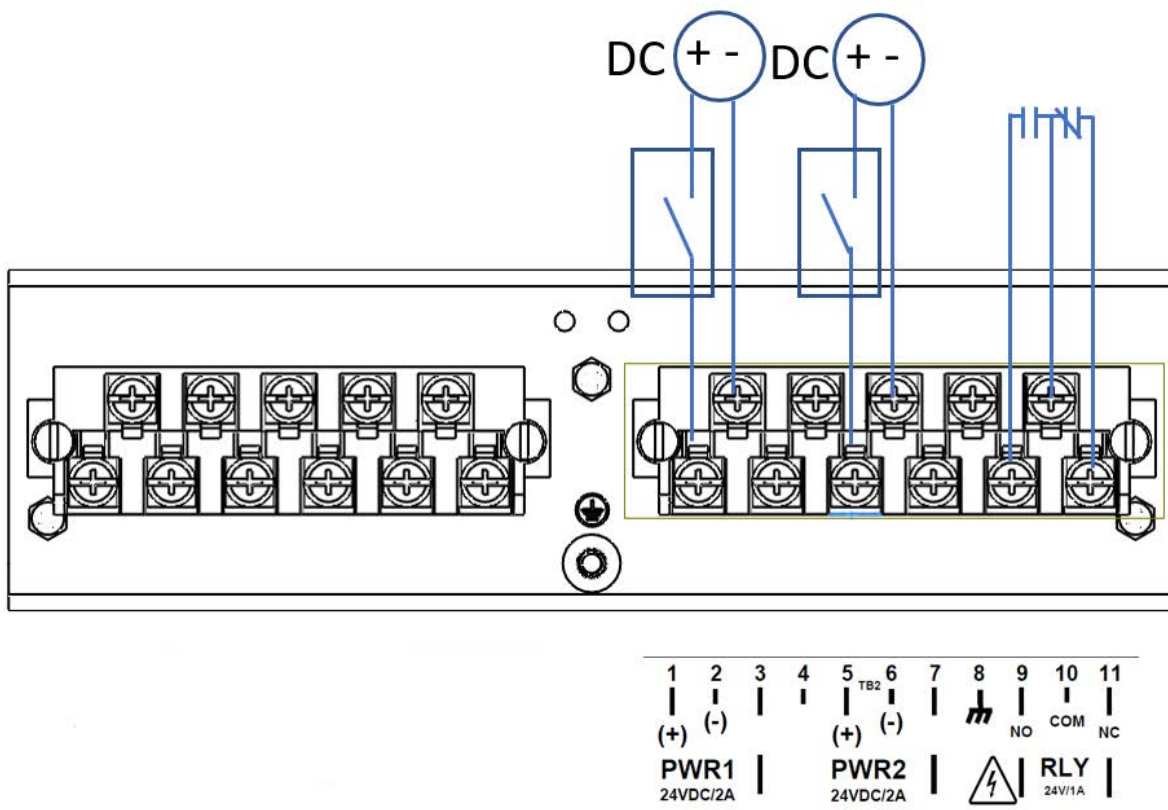 DC + - DC + -
1 2 3 4 5 TB2 6 7 8 9 10 11
(+) (-) (+) (-) NO COM NC
PWR1 PWR2 RLY
24VDC/2A 24VDC/2A 24V/1A